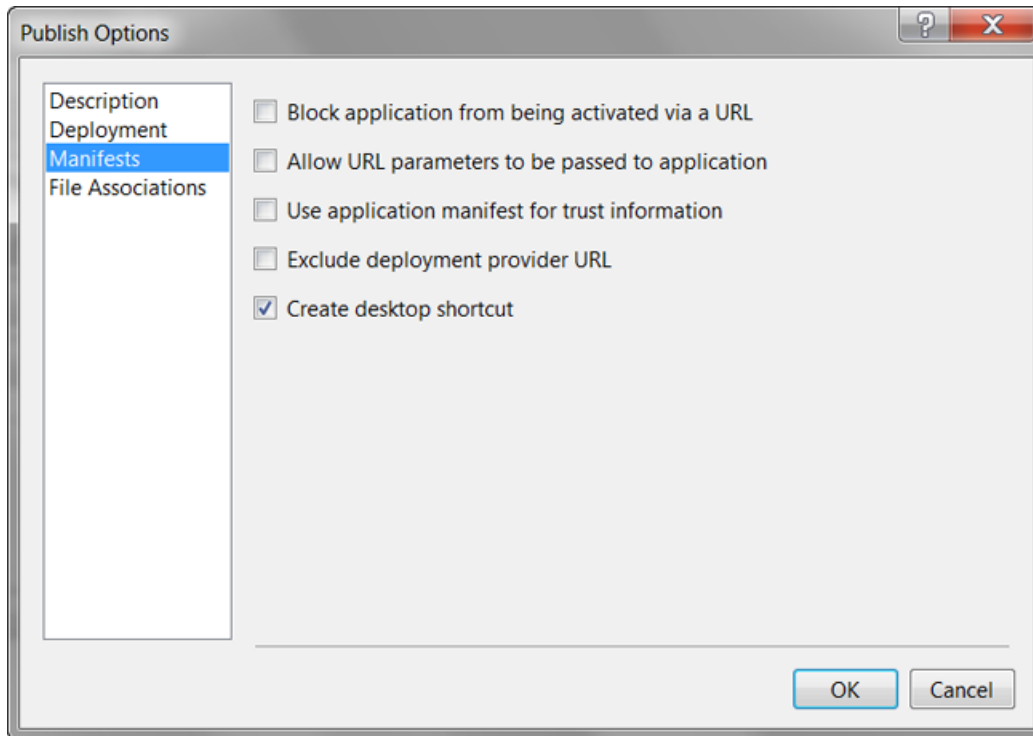 Publish Options
Description
Deployment
Manifests
File Associations
Block application from being activated via a URL
Allow URL parameters to be passed to application
Use application manifest for trust information
Exclude deployment provider URL
Create desktop shortcut
OK
Cancel